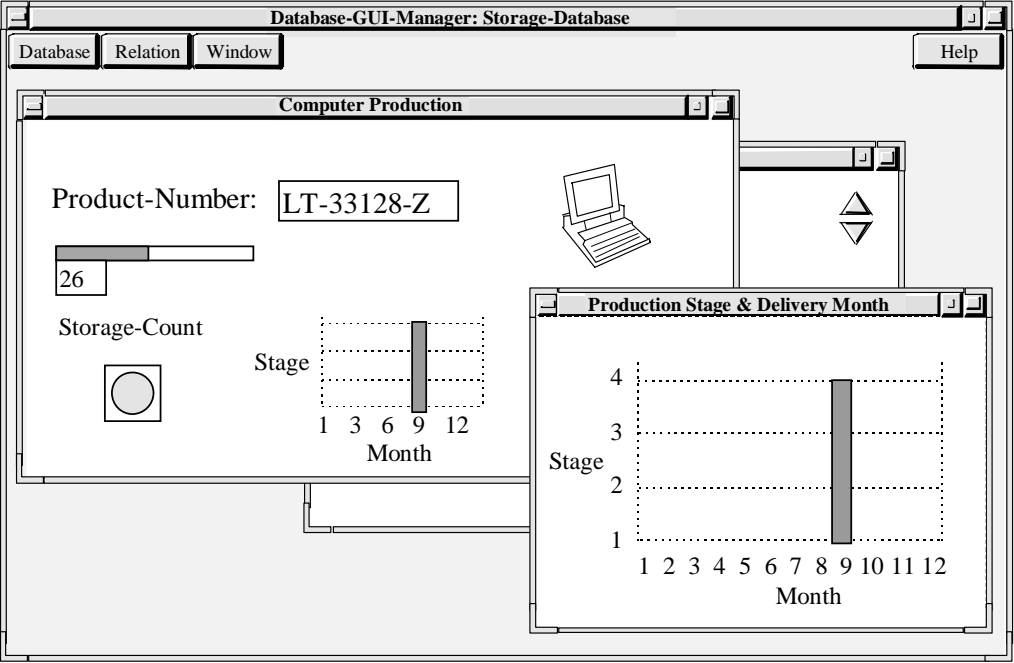 Database-GUI-Manager: Storage-Database
Database Relation Window Help
Computer Production
Product-Number: LT-33128-Z
26
Storage-Count
Stage
1 3 6 9 12
Month
Production Stage & Delivery Month
4
3
Stage
2
1
1 2 3 4 5 6 7 8 9 10 11 12
Month